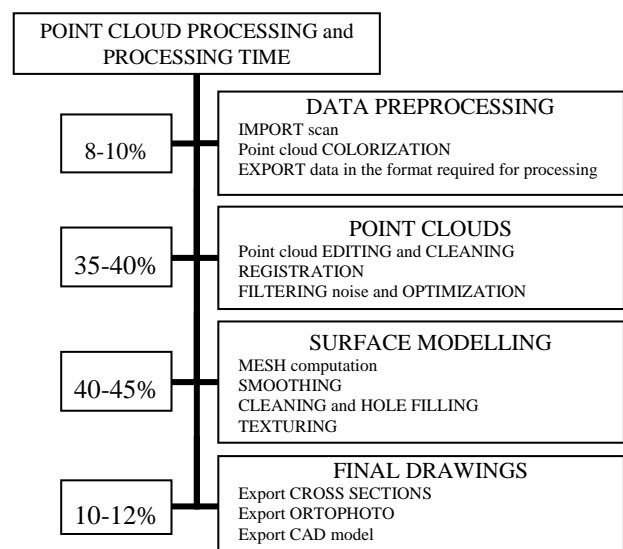 POINT CLOUD PROCESSING and
PROCESSING TIME
8-10%
DATA PREPROCESSING
IMPORT scan
Point cloud COLORIZATION
EXPORT data in the format required for processing
35-40%
POINT CLOUDS
Point cloud EDITING and CLEANING
REGISTRATION
FILTERING noise and OPTIMIZATION
40-45%
SURFACE MODELLING
MESH computation
SMOOTHING
CLEANING and HOLE FILLING
TEXTURING
10-12%
FINAL DRAWINGS
Export CROSS SECTIONS
Export ORTOPHOTO
Export CAD model